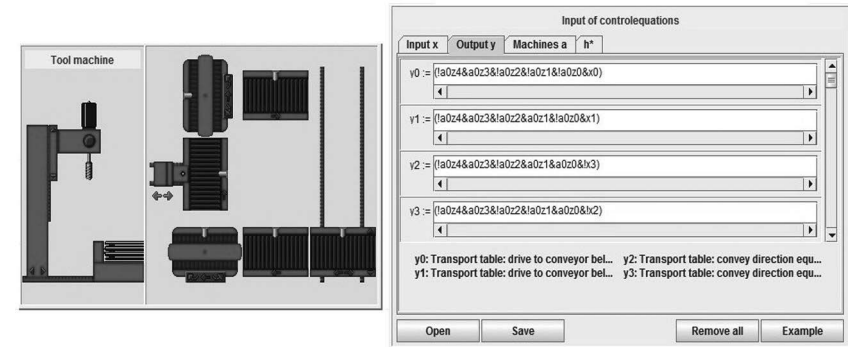 Tool machine
Input of controlequations
Input x Output y Machines a h*
y0 := (!a0z4&a0z3&!a0z2&!a0z1&!a0z0&x0)
y1 := (!a0z4&a0z3&!a0z2&a0z1&!a0z0&x1)
y2 := (!a0z4&a0z3&!a0z2&a0z1&a0z0&!x3)
y3 := (!a0z4&a0z3&!a0z2&!a0z1&a0z0&!x2)
y0: Transport table: drive to conveyor bel... y2: Transport table: convey direction equ...
y1: Transport table: drive to conveyor bel... y3: Transport table: convey direction equ...
Open Save Remove all Example